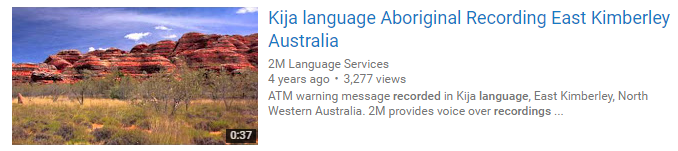 Kija language Aboriginal Recording East Kimberley
Australia
2M Language Services
4 years ago • 3,277 views
ATM warning message recorded in Kija language, East Kimberley, North
Western Australia. 2M provides voice over recordings ...
0:37